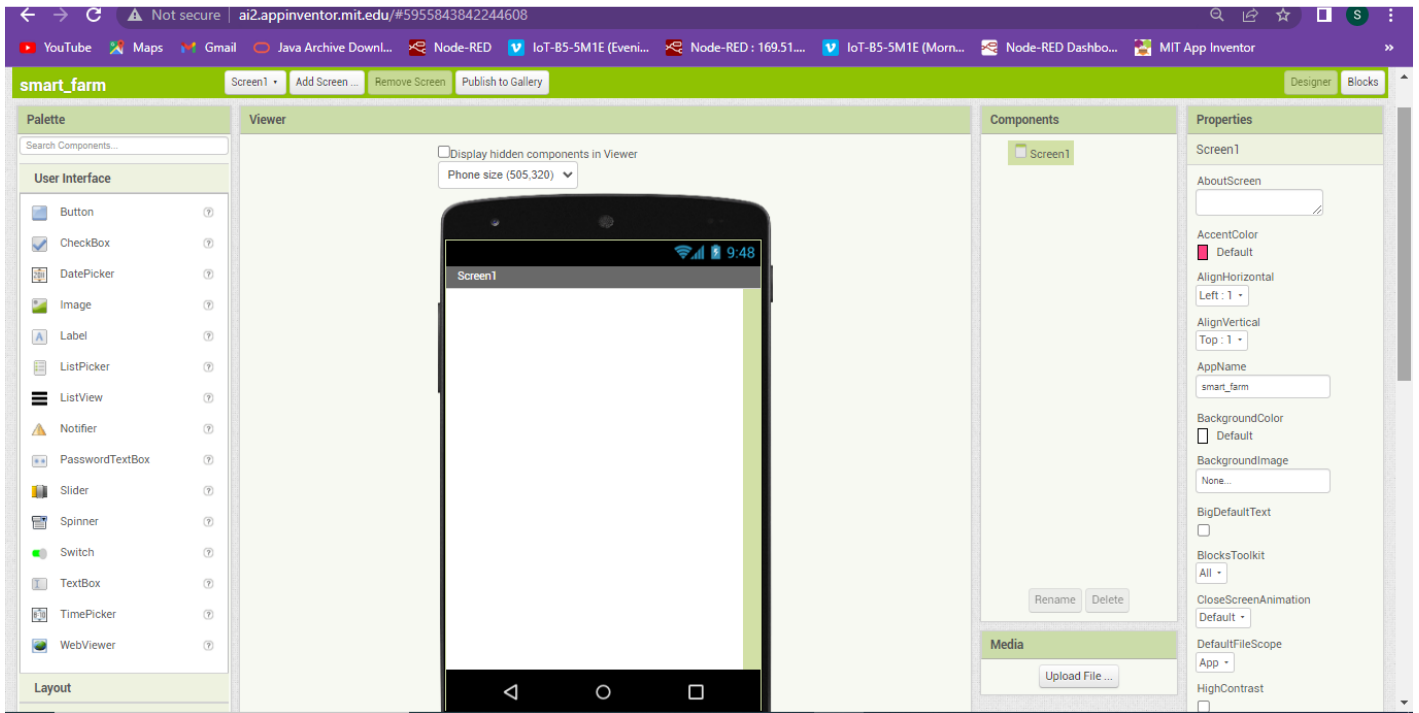 Not secure | ai2.appinventor.mit.edu/#5955843842244608
S
YouTube Maps Gmail Java Archive Downl... Node-RED IoT-B5-5M1E (Eveni... Node-RED : 169.51.... IoT-B5-5M1E (Morn... Node-RED Dashbo... MIT App Inventor »
smart_farm Screen1 Add Screen ... Remove Screen Publish to Gallery Designer Blocks
Palette
Search Components...
User Interface
Button
CheckBox
DatePicker
Image
Label
ListPicker
ListView
Notifier
PasswordTextBox
Slider
Spinner
Switch
TextBox
TimePicker
WebViewer
Layout
Viewer
Display hidden components in Viewer
Phone size (505,320)
9:48
Screen1
Components
Screen1
Rename Delete
Media
Upload File ...
Properties
Screen1
AboutScreen
AccentColor
Default
AlignHorizontal
Left : 1
AlignVertical
Top : 1
AppName
smart_farm
BackgroundColor
Default
BackgroundImage
None...
BigDefaultText
BlocksToolkit
All
CloseScreenAnimation
Default
DefaultFileScope
App
HighContrast